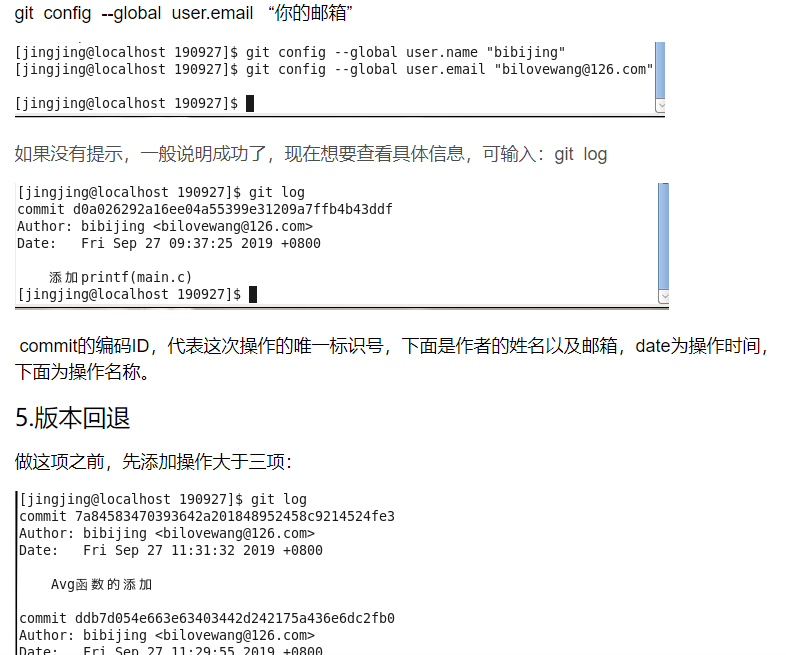 git config --global user.email “你的邮箱”
[jingjing@localhost 190927]$ git config --global user.name "bibijing"
[jingjing@localhost 190927]$ git config --global user.email "bilovewang@126.com"
[jingjing@localhost 190927]$
如果没有提示，一般说明成功了，现在想要查看具体信息，可输入：git log
[jingjing@localhost 190927]$ git log
commit d0a026292a16ee04a55399e31209a7ffb4b43ddf
Author: bibijing <bilovewang@126.com>
Date:   Fri Sep 27 09:37:25 2019 +0800
添加printf(main.c)
[jingjing@localhost 190927]$
commit的编码ID，代表这次操作的唯一标识号，下面是作者的姓名以及邮箱，date为操作时间，
下面为操作名称。
5.版本回退
做这项之前，先添加操作大于三项：
[jingjing@localhost 190927]$ git log
commit 7a84583470393642a201848952458c9214524fe3
Author: bibijing <bilovewang@126.com>
Date:   Fri Sep 27 11:31:32 2019 +0800
Avg函数的添加
commit ddb7d054e663e63403442d242175a436e6dc2fb0
Author: bibijing <bilovewang@126.com>
Date:   Fri Sep 27 11:29:55 2019 +0800